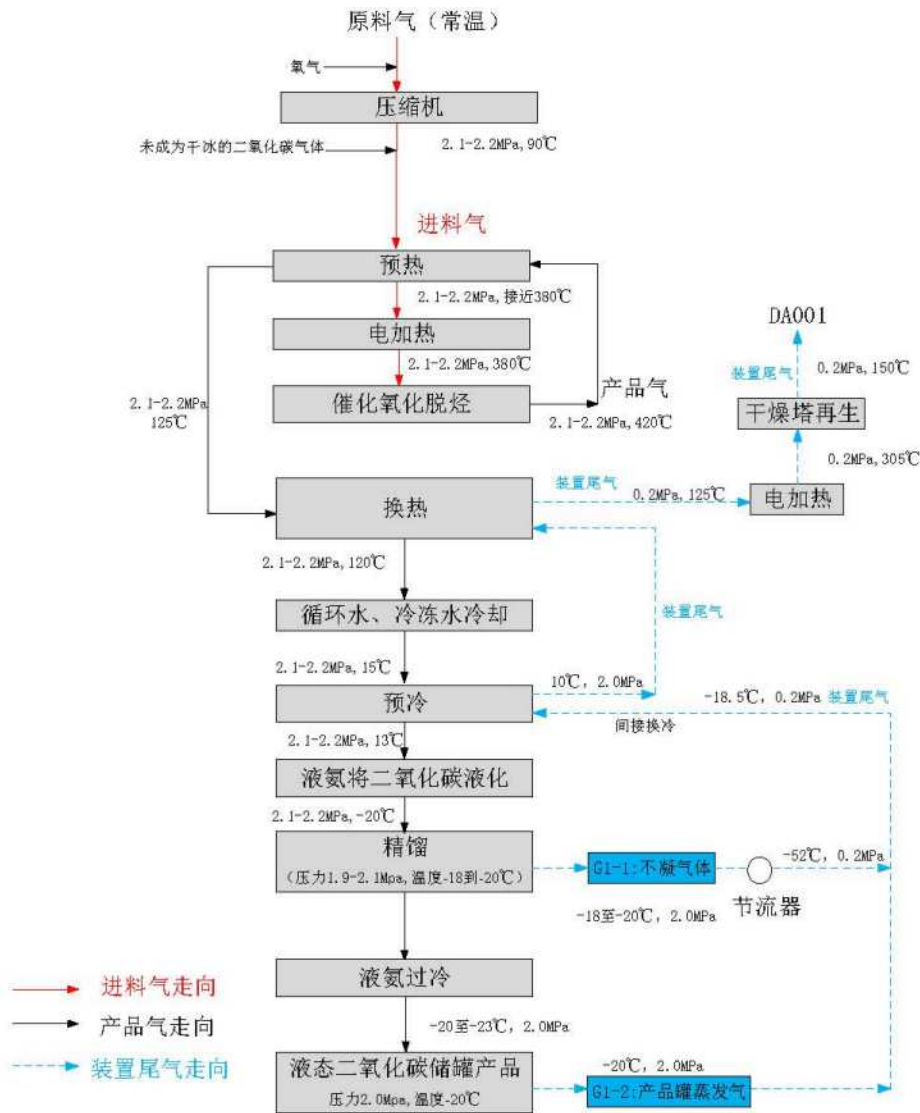 原料气（常温）
氧气
压缩机
未成为干冰的二氧化碳气体
2.1-2.2MPa,90℃
进料气
预热
2.1-2.2MPa,接近380℃
电加热
2.1-2.2MPa,380℃
催化氧化脱烃
产品气
2.1-2.2MPa,420℃
2.1-2.2MPa
125℃
DA001
装置尾气
0.2MPa,150℃
干燥塔再生
0.2MPa,305℃
电加热
装置尾气
0.2MPa,125℃
换热
2.1-2.2MPa,120℃
循环水、冷冻水冷却
装置尾气
2.1-2.2MPa,15℃
预冷
10℃，2.0MPa
-18.5℃，0.2MPa 装置尾气
间接换冷
2.1-2.2MPa,13℃
液氨将二氧化碳液化
2.1-2.2MPa,-20℃
精馏
（压力1.9-2.1Mpa,温度-18到-20℃）
G1-1:不凝气体
-52℃，0.2MPa
节流器
-18至-20℃，2.0MPa
液氨过冷
进料气走向
产品气走向
装置尾气走向
-20至-23℃，2.0MPa
液态二氧化碳储罐产品
压力2.0Mpa,温度-20℃
-20℃，2.0MPa
G1-2:产品罐蒸发气